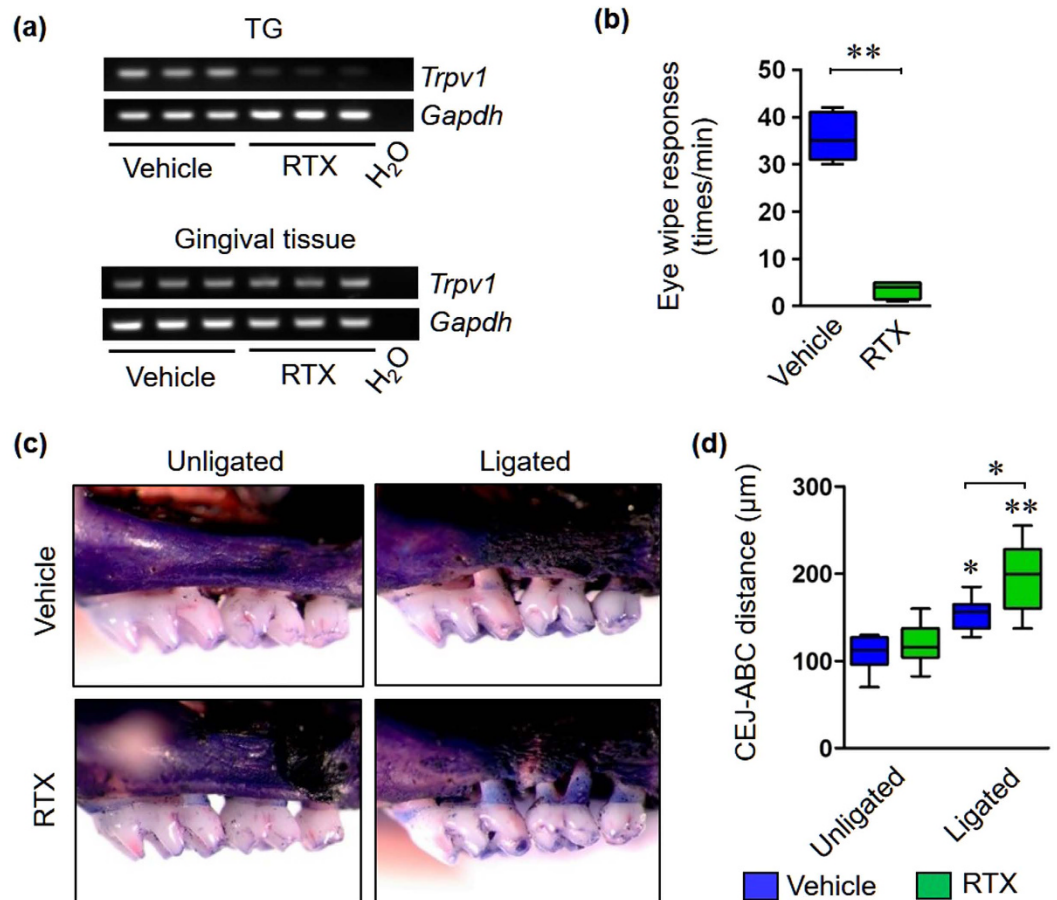 (a)
TG
Trpv1
Gapdh
Vehicle
RTX
H2O
Gingival tissue
Trpv1
Gapdh
Vehicle
RTX
H2O
(b)
**
Eye wipe responses
(times/min)
50
40
30
20
10
0
Vehicle
RTX
(c)
Unligated
Ligated
Vehicle
RTX
(d)
CEJ-ABC distance (μm)
300
200
100
0
*
**
*
Unligated
Ligated
Vehicle
RTX